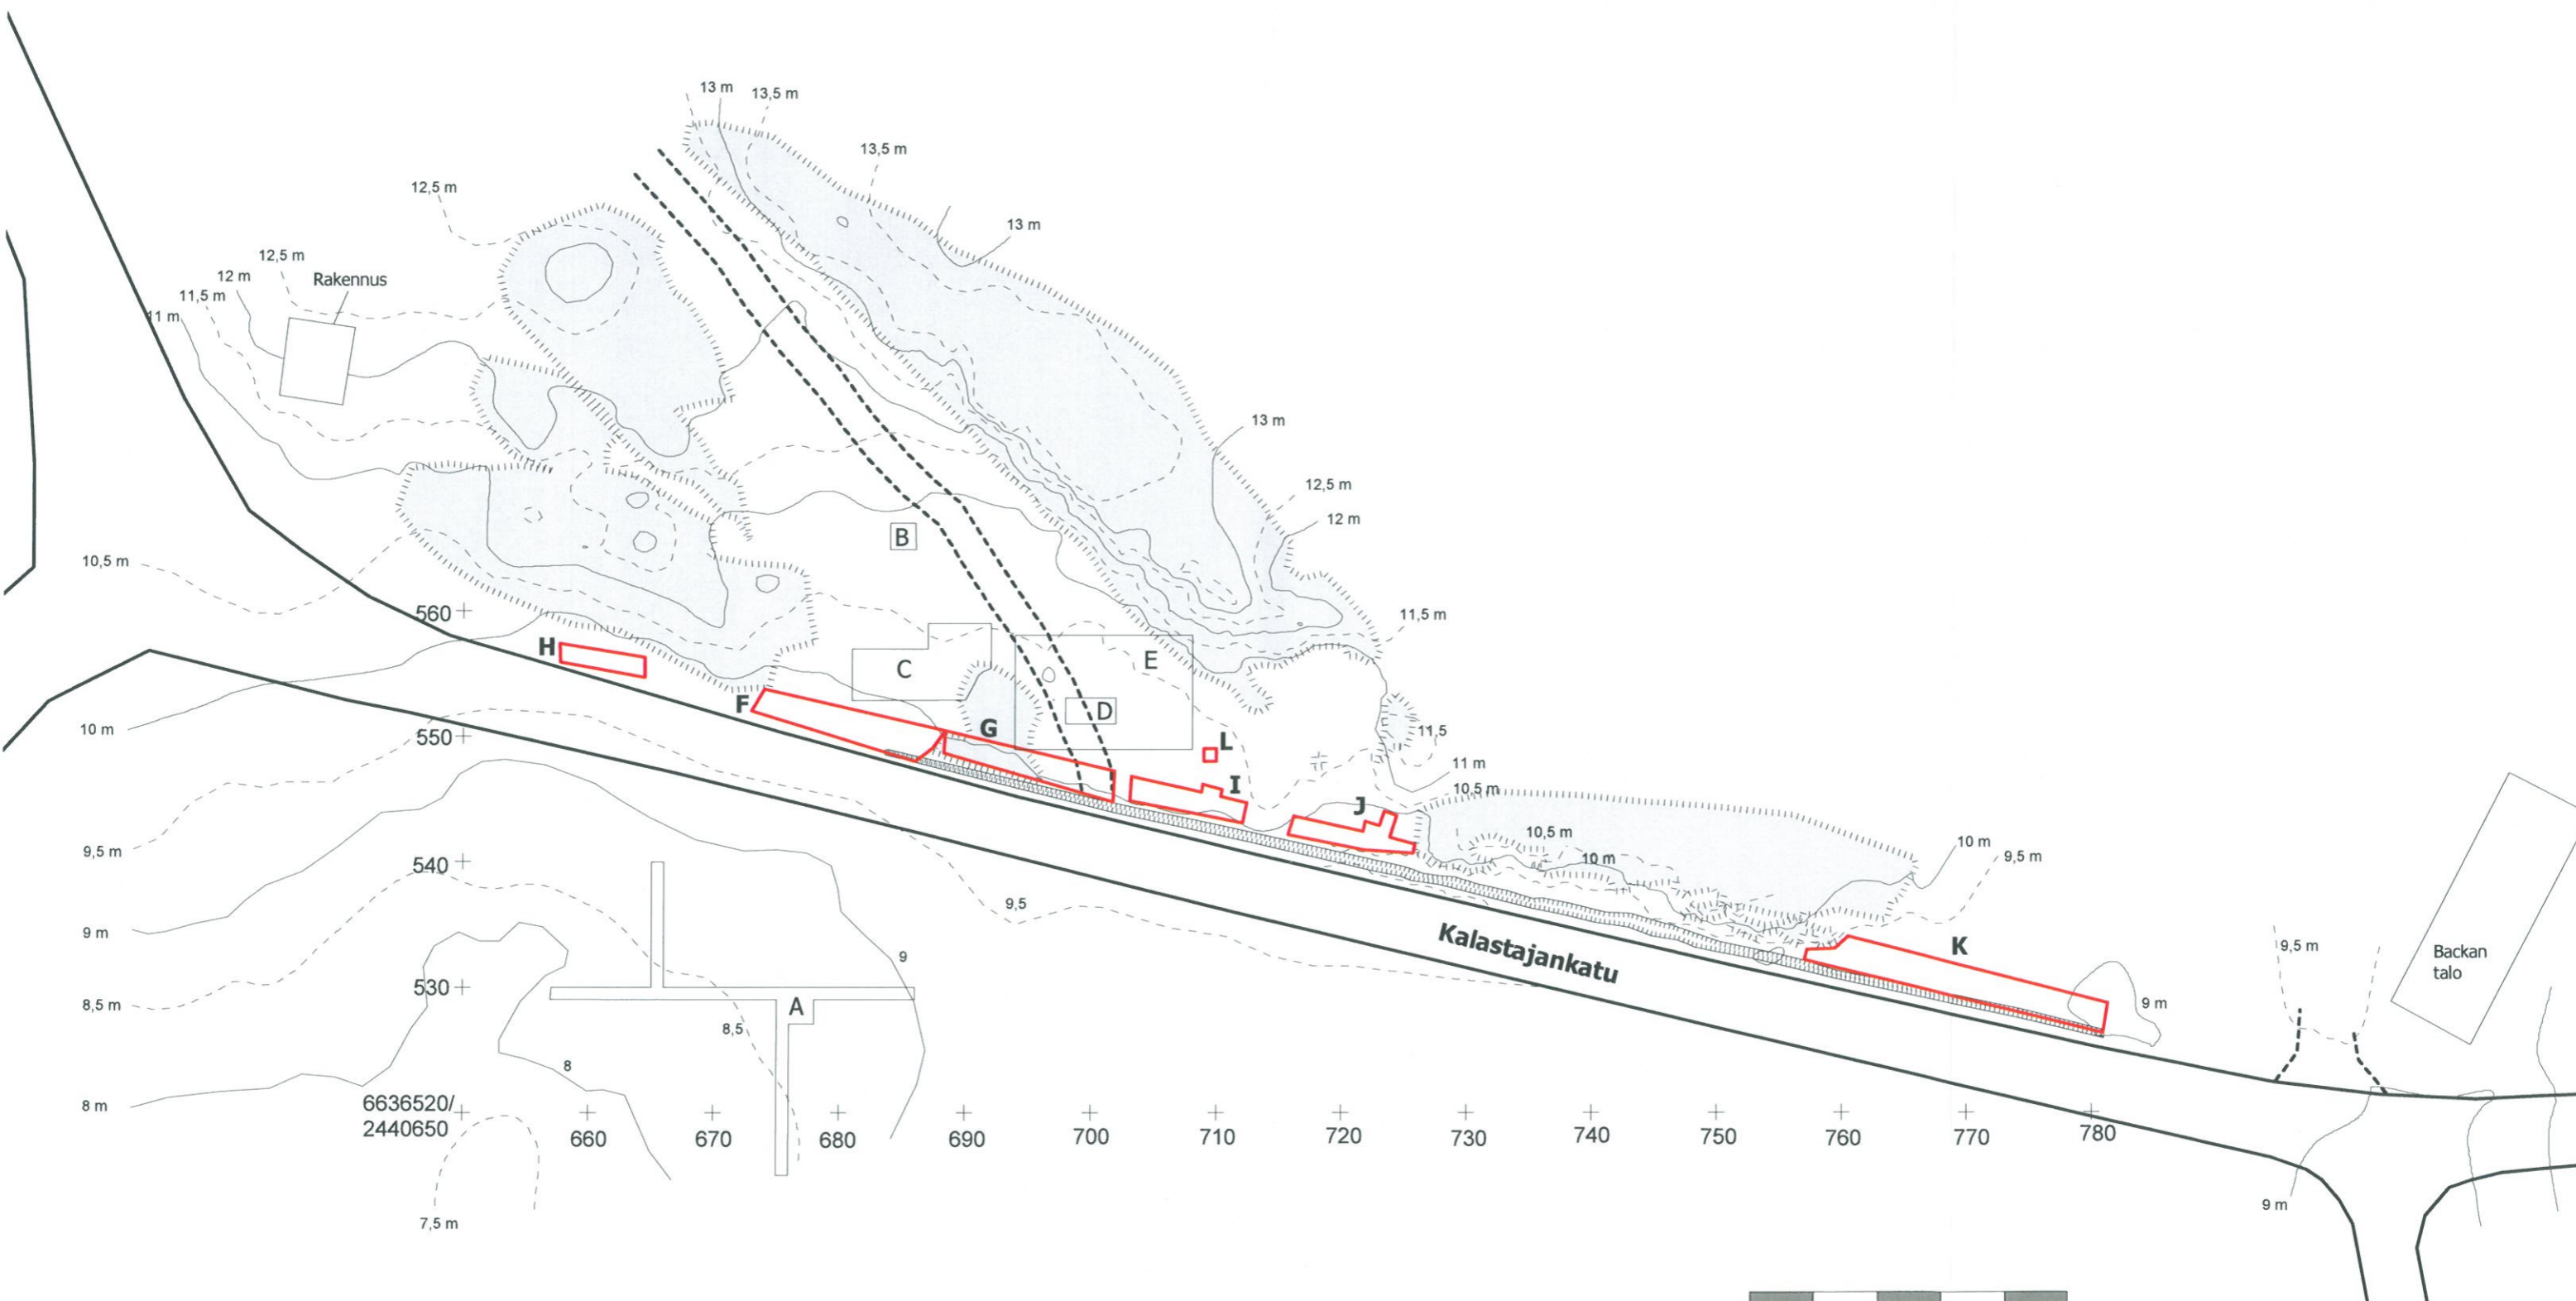 13 m
13,5 m
13,5 m
12,5 m
13 m
12,5 m
12 m
Rakennus
11,5 m
11 m
13 m
12,5 m
12 m
B
10,5 m
560
11,5 m
H
C
E
F
D
G
10 m
550
11,5
L
11 m
I
10,5 m
J
10,5 m
10 m
10 m
9,5 m
9,5 m
540
9,5
9 m
Kalastajankatu
K
9,5 m
Backan
talo
9
530
8,5 m
A
8,5
9 m
8
8 m
6636520/
2440650
660
670
680
690
700
710
720
730
740
750
760
770
780
7,5 m
9 m